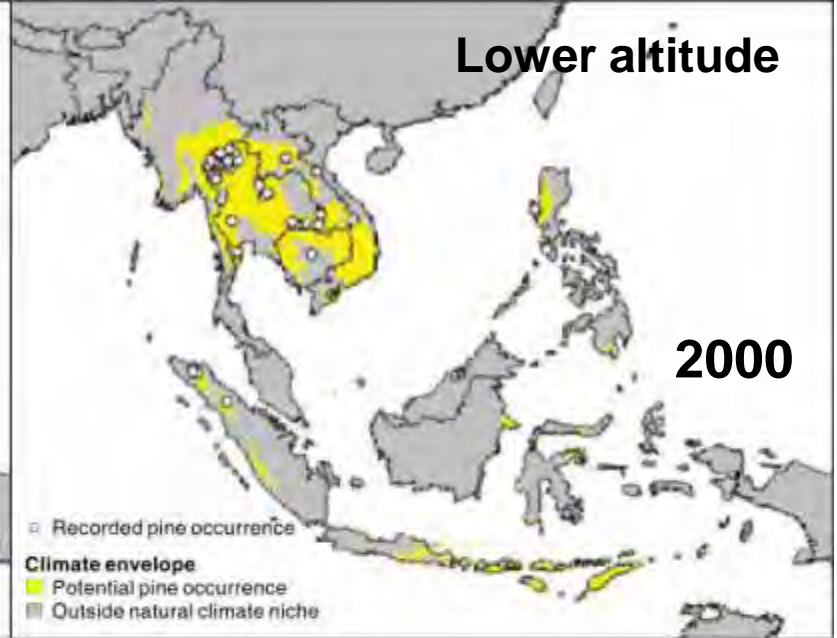 Lower altitude
2000
Recorded pine occurrence
Climate envelope
Potential pine occurrence
Outside natural climate niche